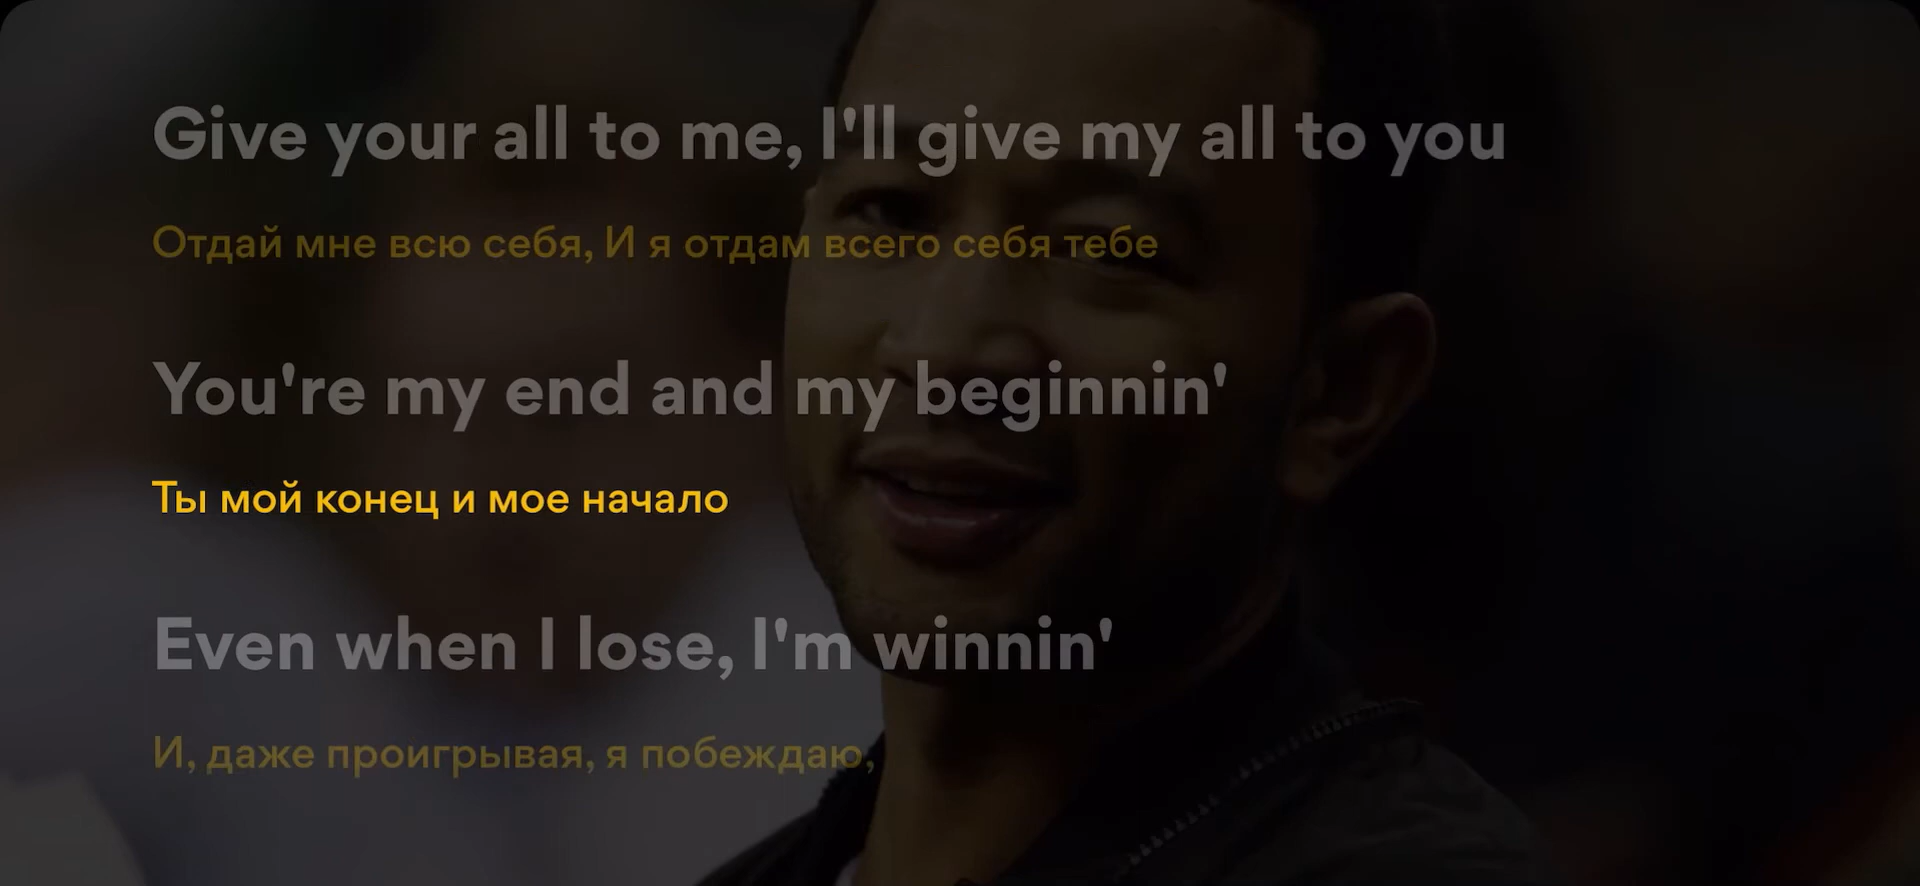 Give your all to me, I'll give my all to you
Отдай мне всю себя, И я отдам всего себя тебе
You're my end and my beginnin'
Ты мой конец и мое начало
Even when I lose, I'm winnin'
И, даже проигрывая, я побеждаю,